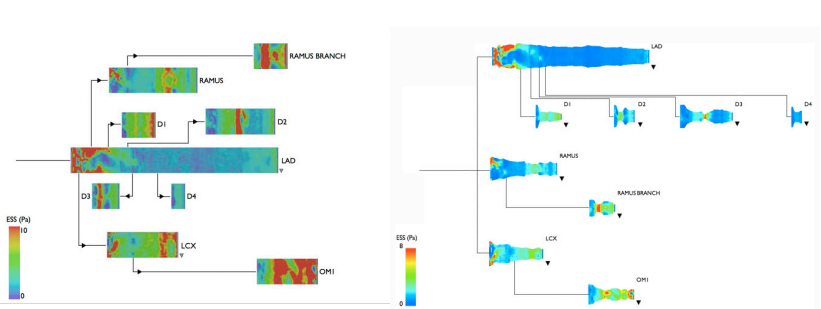 RAMUS BRANCH
RAMUS
D1
D2
LAD
D3
D4
ESS (Pa)
10
0
LCX
OM1
LAD
D1
D2
D3
D4
RAMUS
RAMUS BRANCH
ESS (Pa)
8
0
LCX
OM1